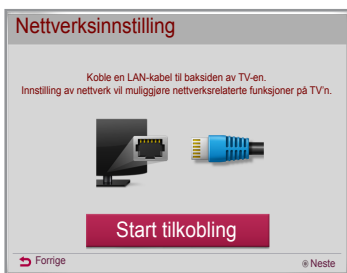 Nettverksinnstilling
Koble en LAN-kabel til baksiden av TV-en.
Innstilling av nettverk vil muliggjøre nettverksrelaterte funksjoner på TV'n.
Start tilkobling
Forrige
Neste